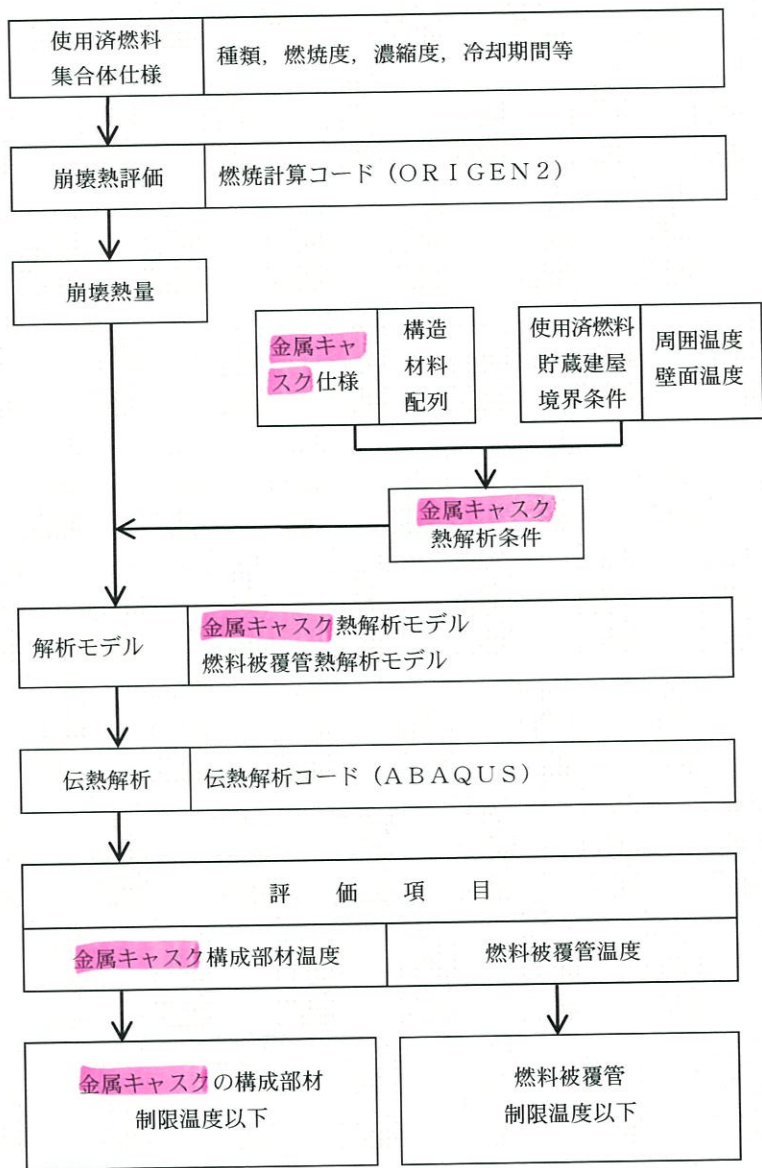 使用済燃料
集合体仕様
種類，燃焼度，濃縮度，冷却期間等
崩壊熱評価
燃焼計算コード（ＯＲＩＧＥＮ２）
崩壊熱量
金属キャ
スク仕様
構造
材料
配列
使用済燃料
貯蔵建屋
境界条件
周囲温度
壁面温度
金属キャスク
熱解析条件
解析モデル
金属キャスク熱解析モデル
燃料被覆管熱解析モデル
伝熱解析
伝熱解析コード（ＡＢＡＱＵＳ）
評　価　項　目
金属キャスク構成部材温度
燃料被覆管温度
金属キャスクの構成部材
制限温度以下
燃料被覆管
制限温度以下